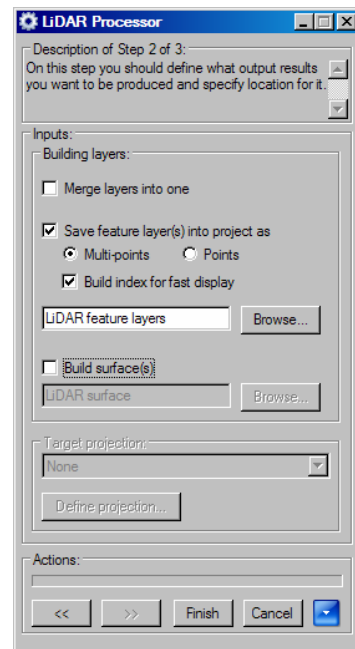 LiDAR Processor
Description of Step 2 of 3:
On this step you should define what output results
you want to be produced and specify location for it.
Inputs:
Building layers:
Merge layers into one
Save feature layer(s) into project as
Multi-points Points
Build index for fast display
LiDAR feature layers Browse...
Build surface(s)
LiDAR surface Browse...
Target projection:
None
Define projection...
Actions:
<< >> Finish Cancel